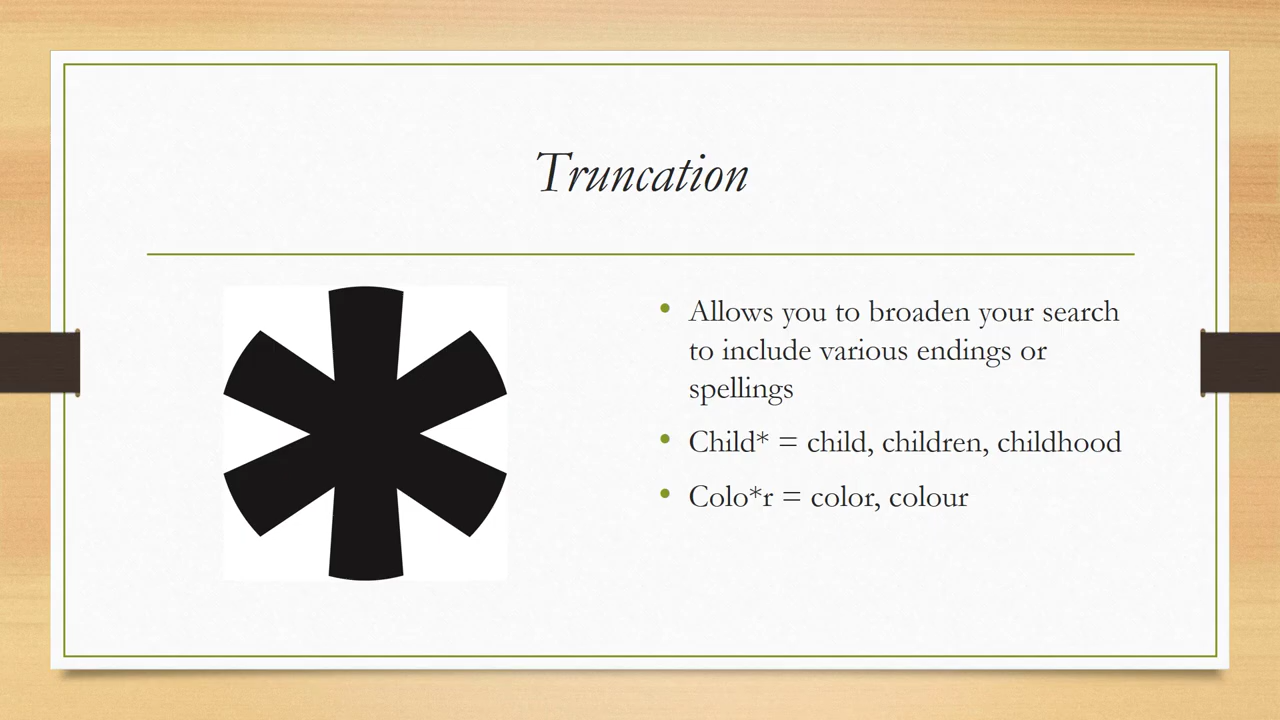 Truncation
• Allows you to broaden your search
to include various endings or
spellings
• Child* = child, children, childhood
• Colo*r = color, colour